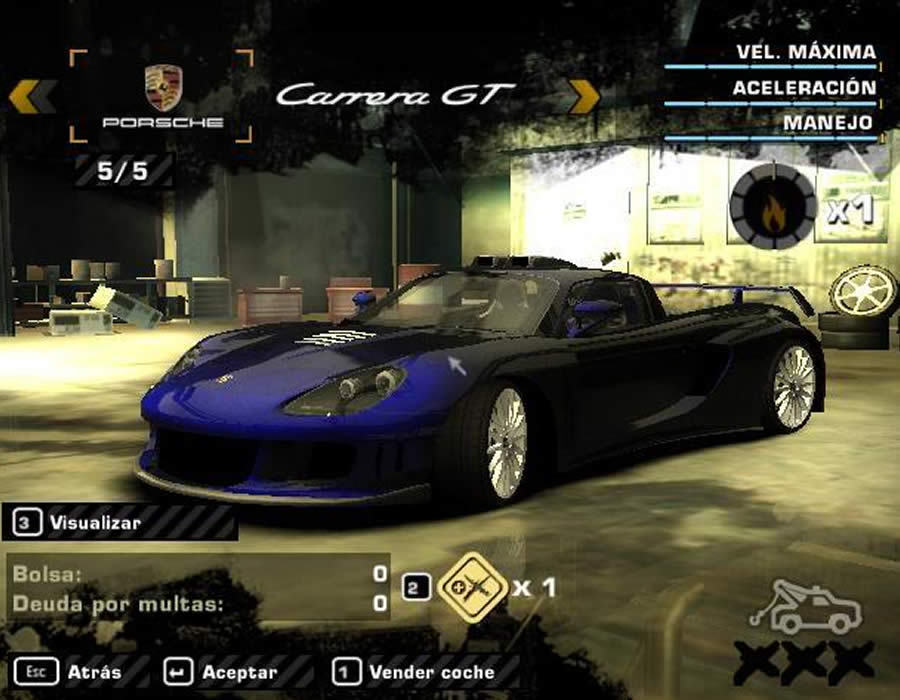 VEL. MÁXIMA
PORSCHE
Carrera GT
ACELERACIÓN
MANEJO
5/5
x1
3 Visualizar
Bolsa: 0
2 x 1
Deuda por multas: 0
Esc Atrás
Aceptar
1 Vender coche